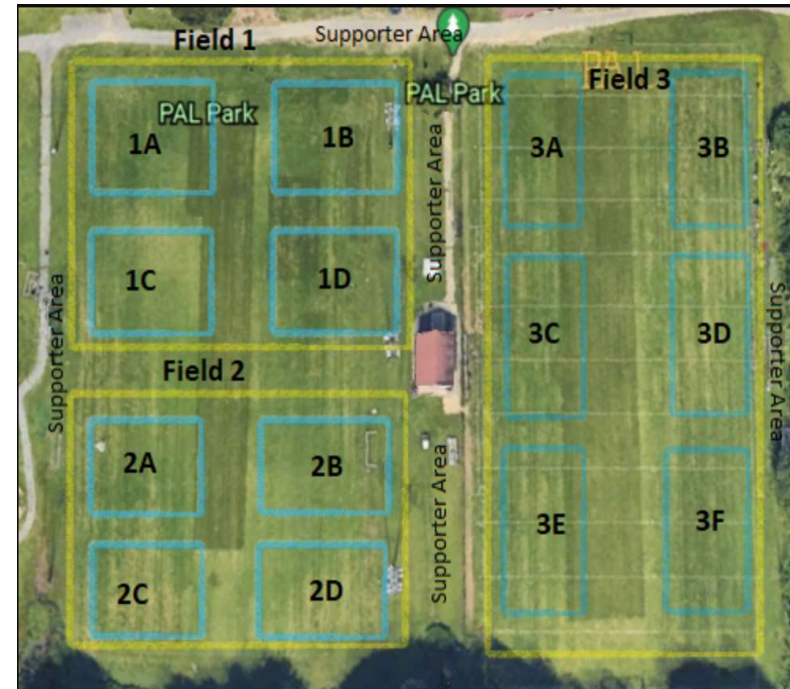 Field 1
Supporter Area
PAL Park
1A
1B
PAL Park
Supporter Area
PAL
Field 3
3A
3B
1C
1D
Supporter Area
3C
3D
Supporter Area
Field 2
2A
2B
Supporter Area
3E
3F
2C
2D